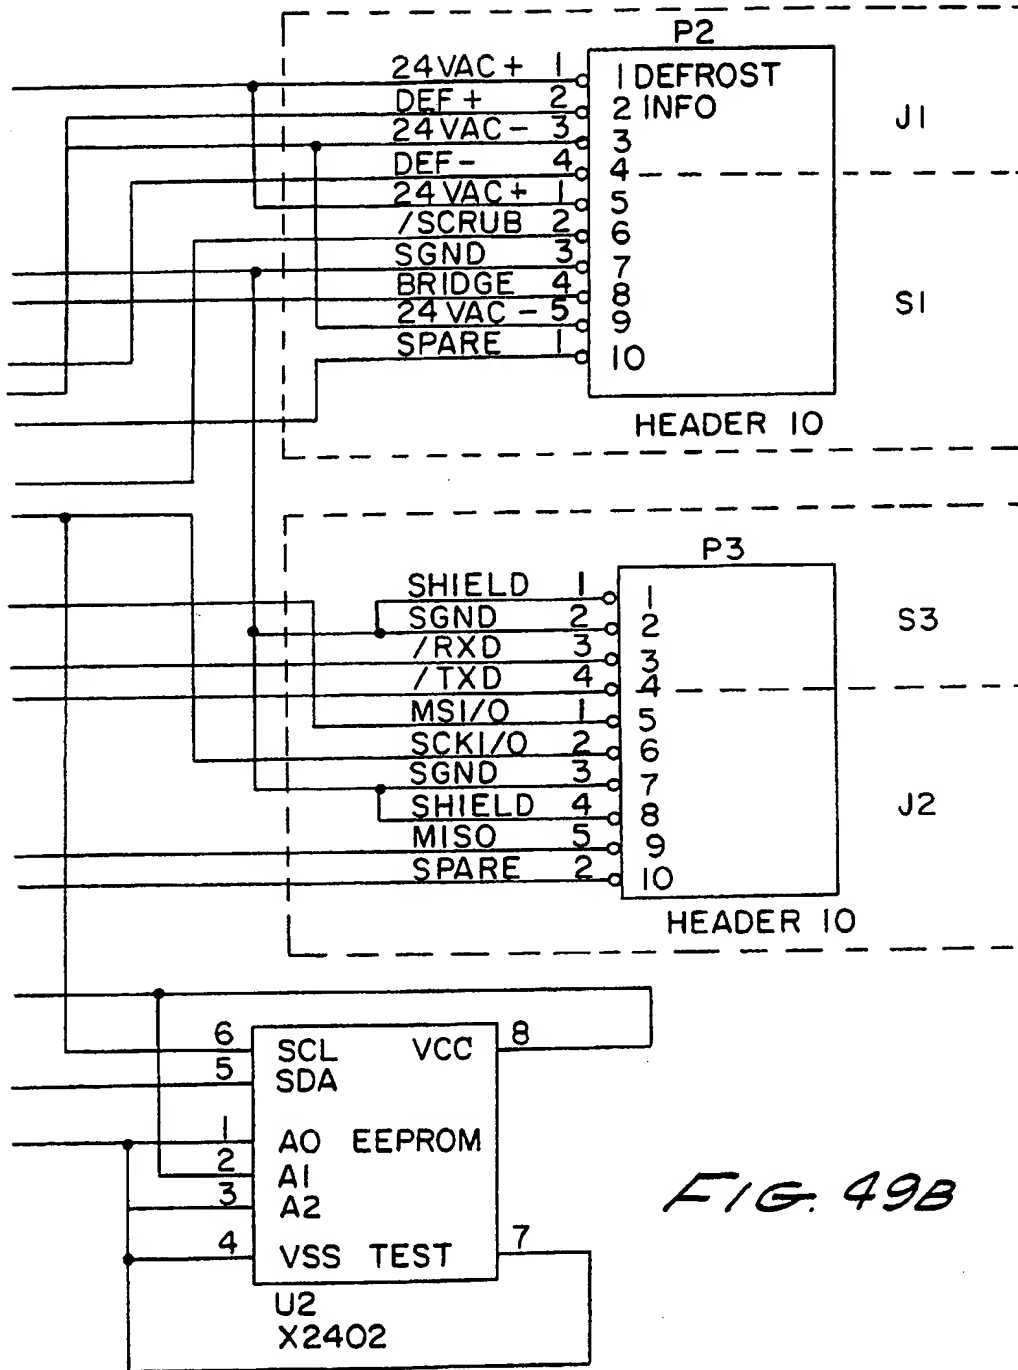 P2
24VAC+ 1 1 DEFROST
DEF+ 2 2 INFO
24VAC- 3 3
J1
DEF- 4 4
24VAC+ 1 5
/SCRUB 2 6
SGND 3 7
BRIDGE 4 8
S1
24VAC-5 9
SPARE 1 10
HEADER 10
P3
SHIELD 1 1
SGND 2 2
S3
/RXD 3 3
/TXD 4 4
MSI/O 1 5
SCKI/O 2 6
SGND 3 7
J2
SHIELD 4 8
MISO 5 9
SPARE 2 10
HEADER 10
6 SCL VCC 8
5 SDA
1 A0 EEPROM
2 A1
3 A2
4 VSS TEST 7
U2
X2402
FIG. 49B